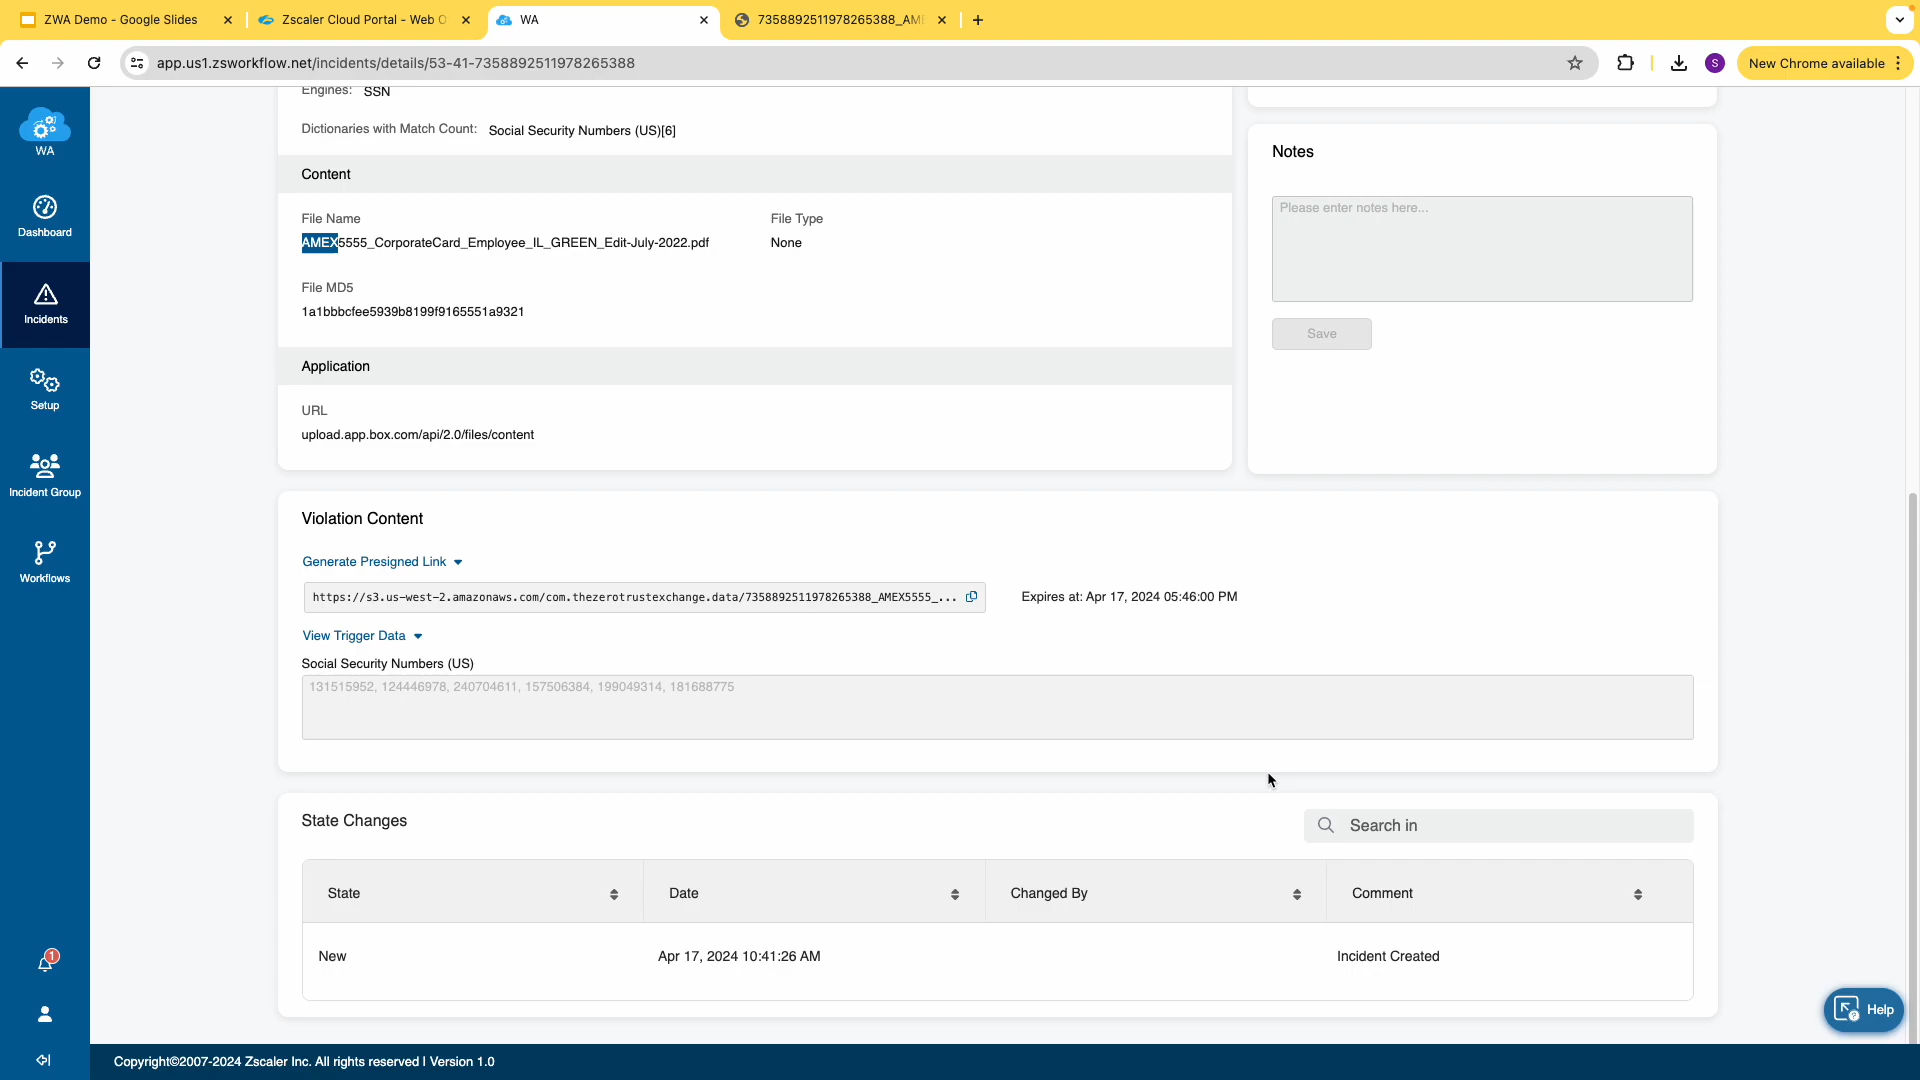 ZWA Demo - Google Slides
Zscaler Cloud Portal - Web O
WA
7358892511978265388_AM
app.us1.zsworkflow.net/incidents/details/53-41-7358892511978265388
S
New Chrome available
WA
Dashboard
Incidents
Setup
Incident Group
Workflows
1
Engines: SSN
Dictionaries with Match Count: Social Security Numbers (US)[6]
Content
File Name
File Type
AMEX5555_CorporateCard_Employee_IL_GREEN_Edit-July-2022.pdf
None
File MD5
1a1bbbcfee5939b8199f9165551a9321
Application
URL
upload.app.box.com/api/2.0/files/content
Notes
Please enter notes here...
Save
Violation Content
Generate Presigned Link
https://s3.us-west-2.amazonaws.com/com.thezerotrustexchange.data/7358892511978265388_AMEX5555_...
Expires at: Apr 17, 2024 05:46:00 PM
View Trigger Data
Social Security Numbers (US)
131515952, 124446978, 240704611, 157506384, 199049314, 181688775
State Changes
Search in
State
Date
Changed By
Comment
New
Apr 17, 2024 10:41:26 AM
Incident Created
Help
Copyright©2007-2024 Zscaler Inc. All rights reserved | Version 1.0